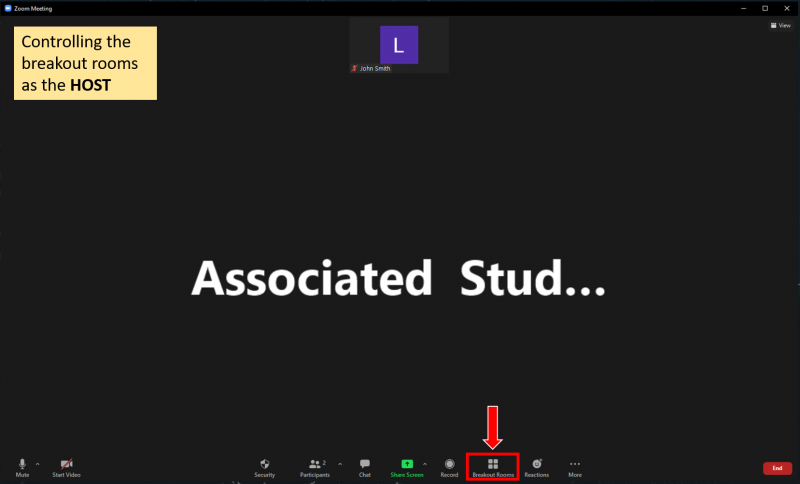 Zoom Meeting
Controlling the
breakout rooms
as the HOST
View
L
John Smith
Associated Stud...
Mute
Start Video
Security
Participants
2
Chat
Share Screen
Record
Breakout Rooms
Reactions
More
End